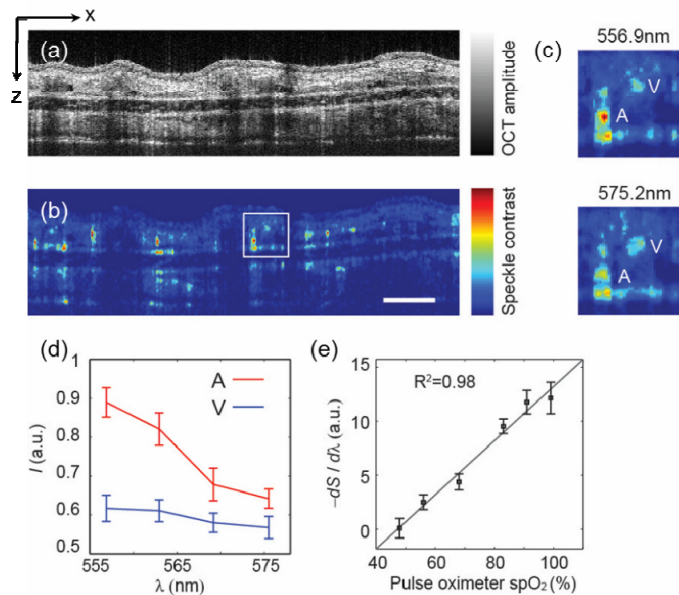 x
z
(a)
OCT amplitude
(b)
Speckle contrast
(c)
556.9nm
V
A
575.2nm
V
A
(d)
A
V
1
0.9
0.8
0.7
0.6
0.5
I (a.u.)
555 565 575
λ (nm)
(e)
R²=0.98
15
10
5
0
-dS / dλ (a.u.)
40 60 80 100
Pulse oximeter spO₂ (%)